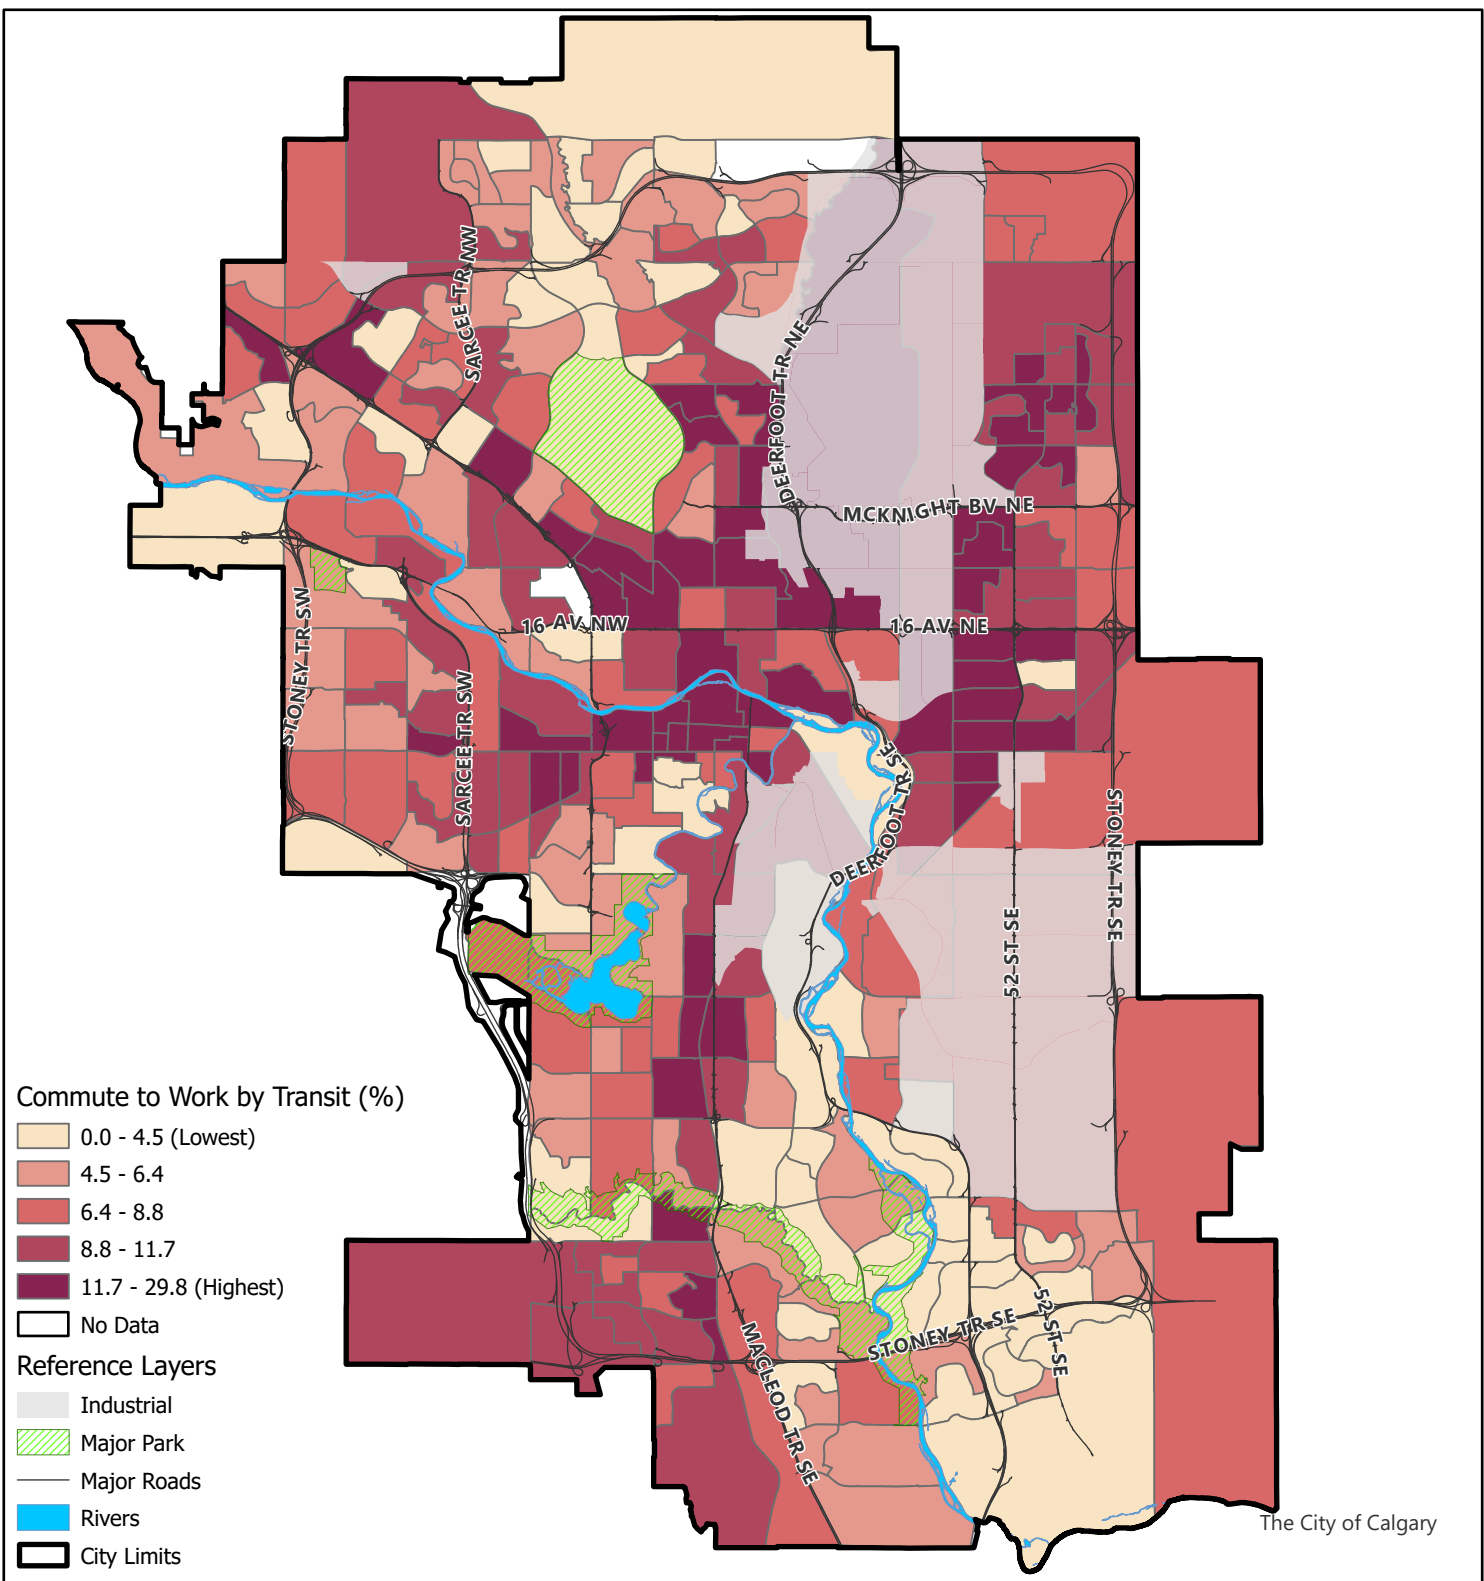 SARCEE TR NW
DEERFOOT TR NE
MCKNIGHT BV NE
16 AV NW
16 AV NE
STONEY TR SW
SARCEE TR SW
DEERFOOT TR SE
STONEY TR SE
52 ST SE
STONEY TR SE
52 ST SE
MACLEOD TR SE
Commute to Work by Transit (%)
0.0 - 4.5 (Lowest)
4.5 - 6.4
6.4 - 8.8
8.8 - 11.7
11.7 - 29.8 (Highest)
No Data
Reference Layers
Industrial
Major Park
Major Roads
Rivers
City Limits
The City of Calgary